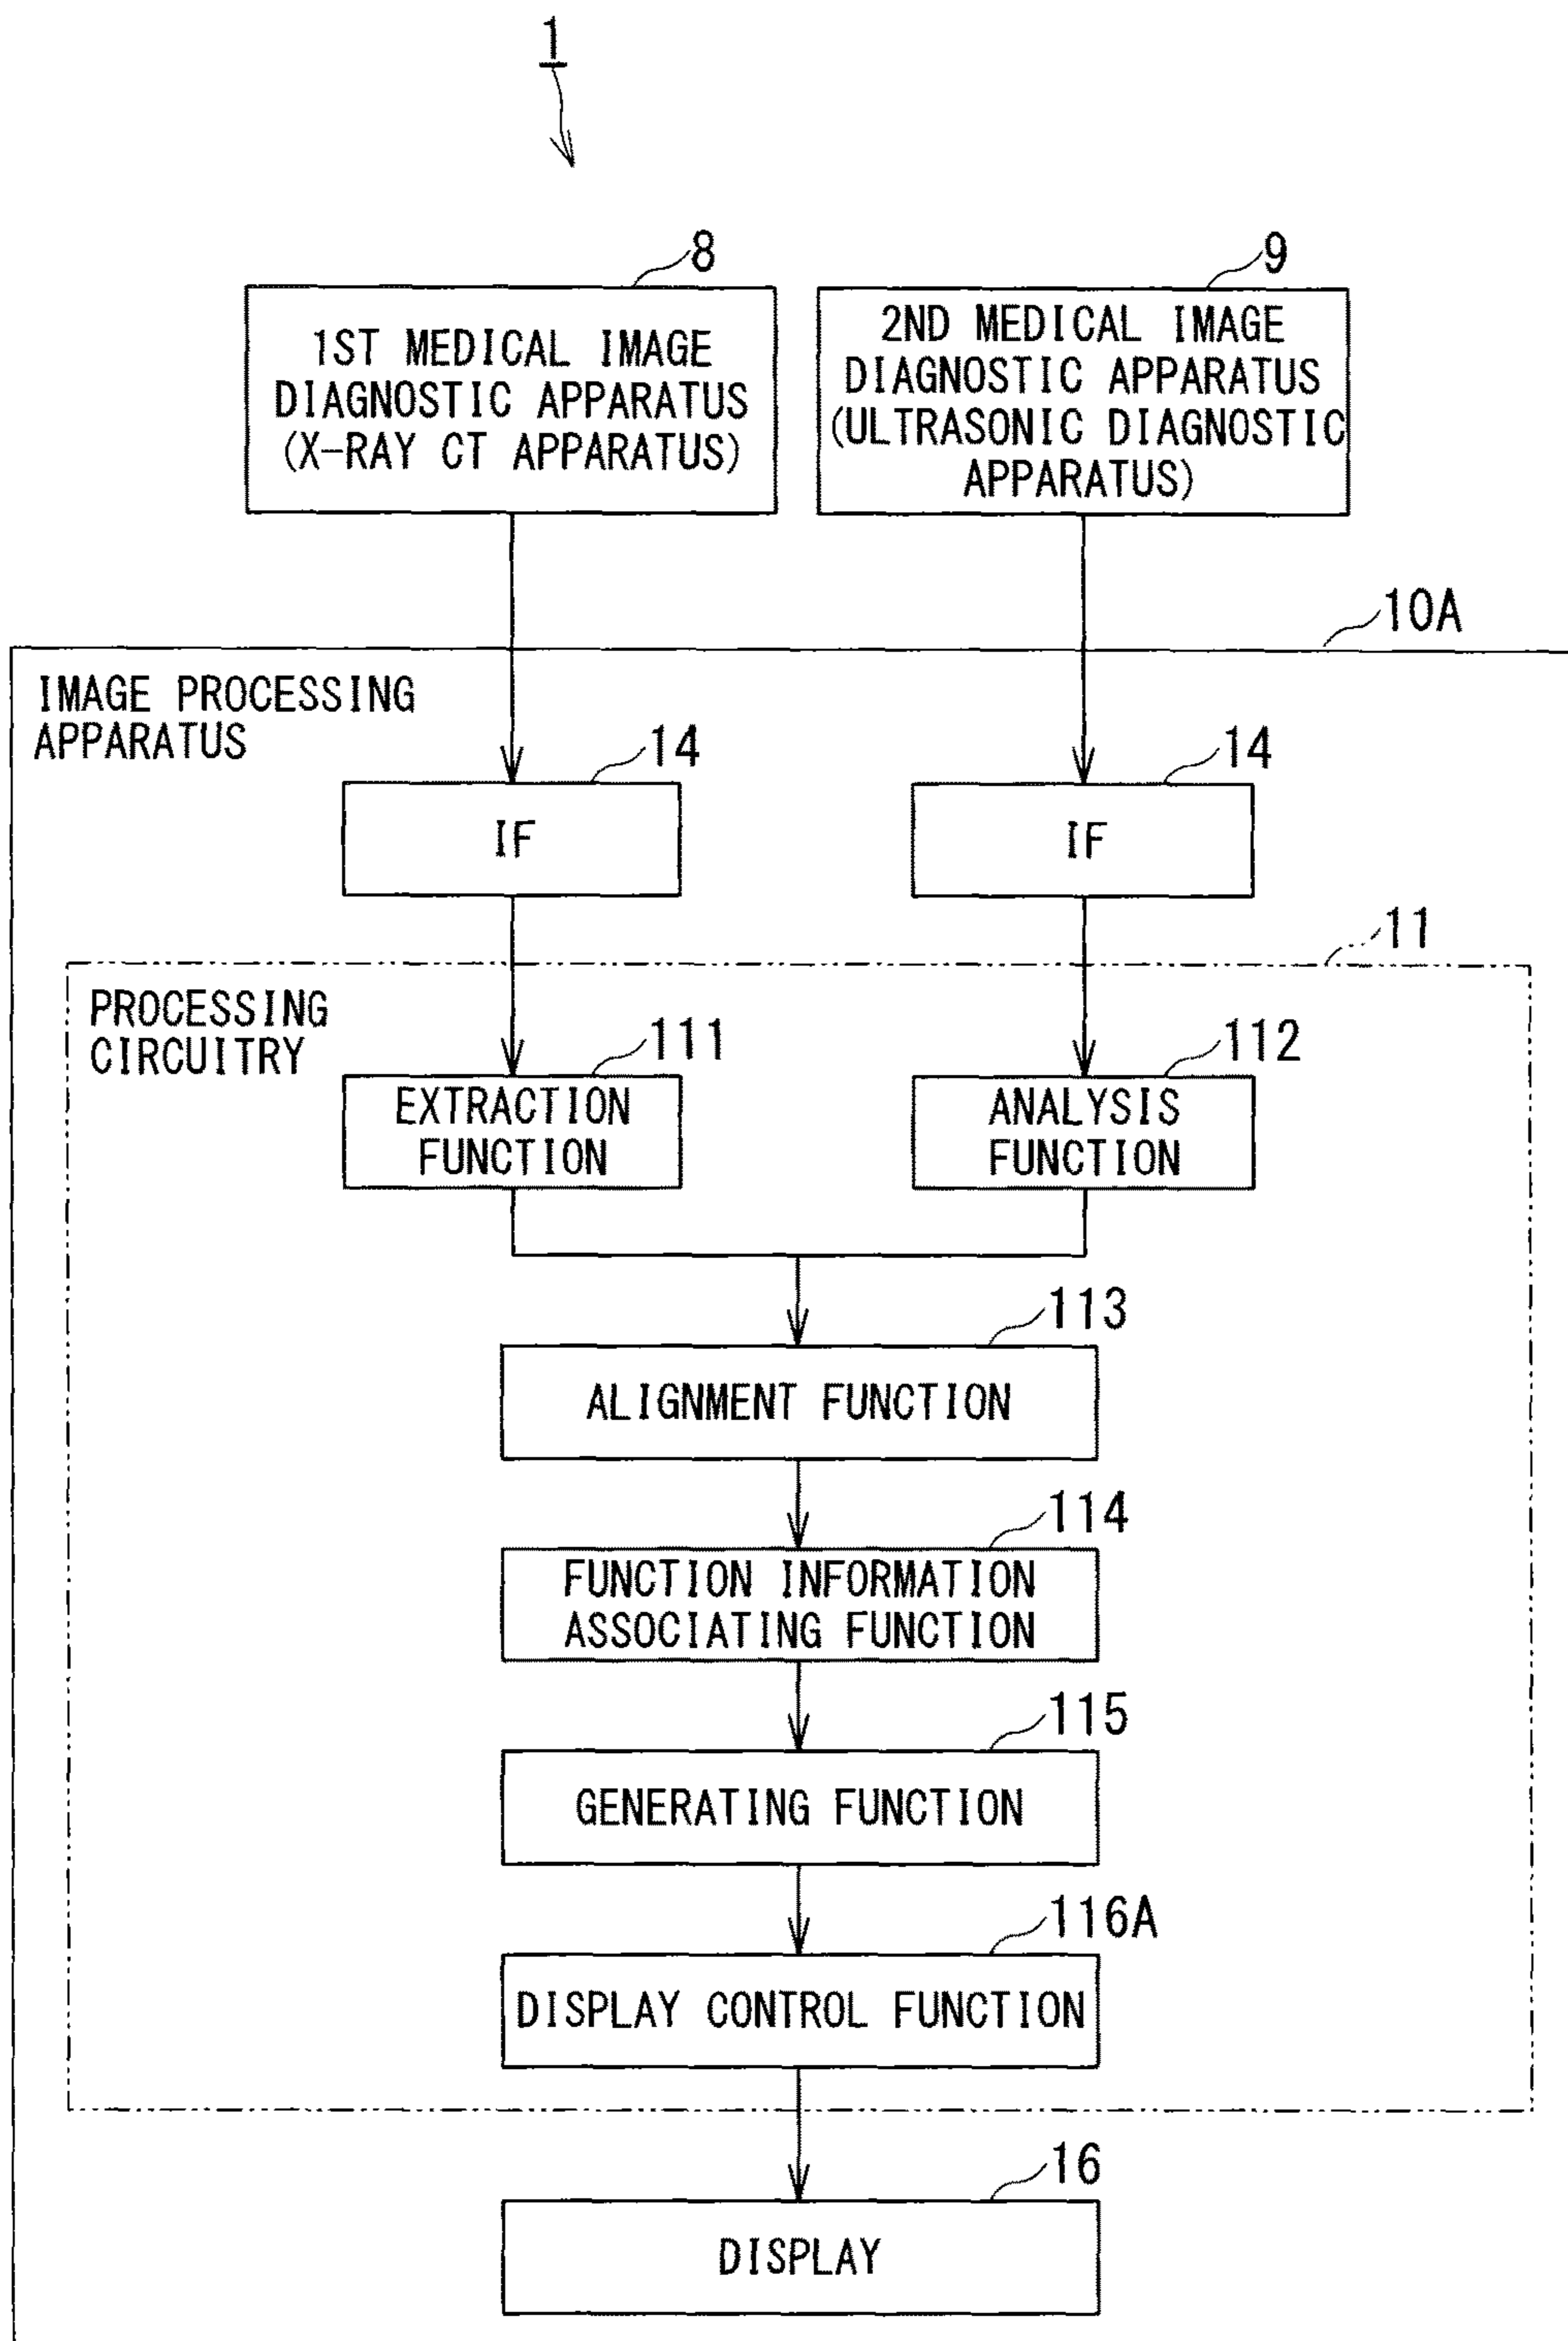 1
8
9
1ST MEDICAL IMAGE
DIAGNOSTIC APPARATUS
(X-RAY CT APPARATUS)
2ND MEDICAL IMAGE
DIAGNOSTIC APPARATUS
(ULTRASONIC DIAGNOSTIC
APPARATUS)
10A
IMAGE PROCESSING
APPARATUS
14
14
IF
IF
11
PROCESSING
CIRCUITRY
111
112
EXTRACTION
FUNCTION
ANALYSIS
FUNCTION
113
ALIGNMENT FUNCTION
114
FUNCTION INFORMATION
ASSOCIATING FUNCTION
115
GENERATING FUNCTION
116A
DISPLAY CONTROL FUNCTION
16
DISPLAY